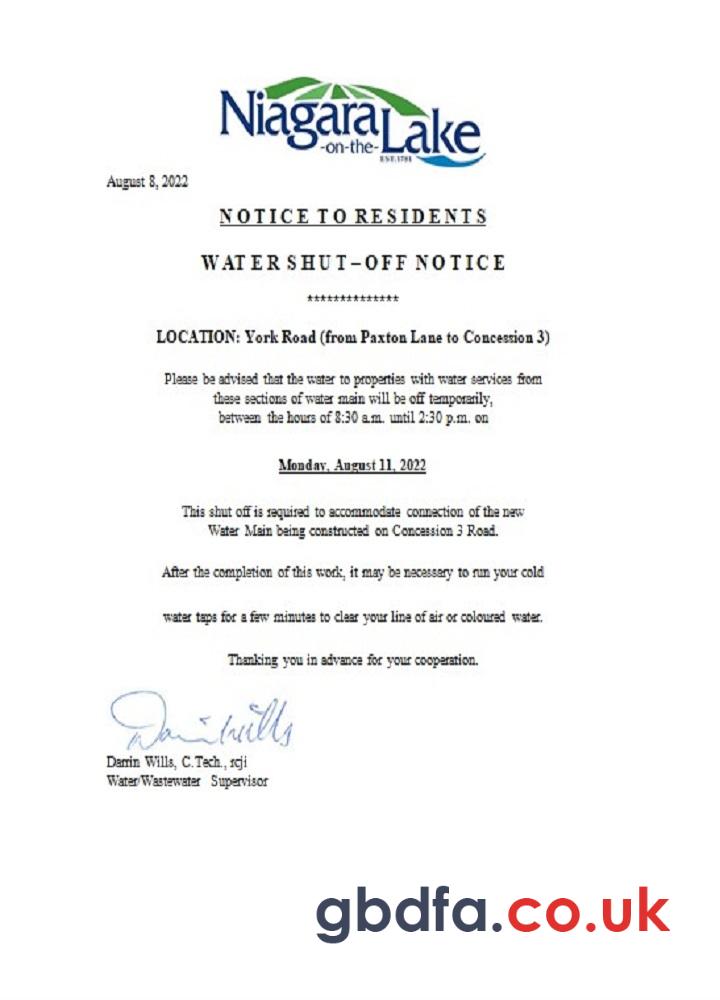 Niagara
-on-the-
Lake
EST. 1781
August 8, 2022
NOTICE TO RESIDENTS
WATER SHUT-OFF NOTICE
**************
LOCATION: York Road (from Paxton Lane to Concession 3)
Please be advised that the water to properties with water services from
these sections of water main will be off temporarily,
between the hours of 8:30 a.m. until 2:30 p.m. on
Monday, August 11, 2022
This shut off is required to accommodate connection of the new
Water Main being constructed on Concession 3 Road.
After the completion of this work, it may be necessary to run your cold
water taps for a few minutes to clear your line of air or coloured water.
Thanking you in advance for your cooperation.
Darrin Wills
Darrin Wills, C.Tech., scji
Water/Wastewater Supervisor
gbdfa.co.uk